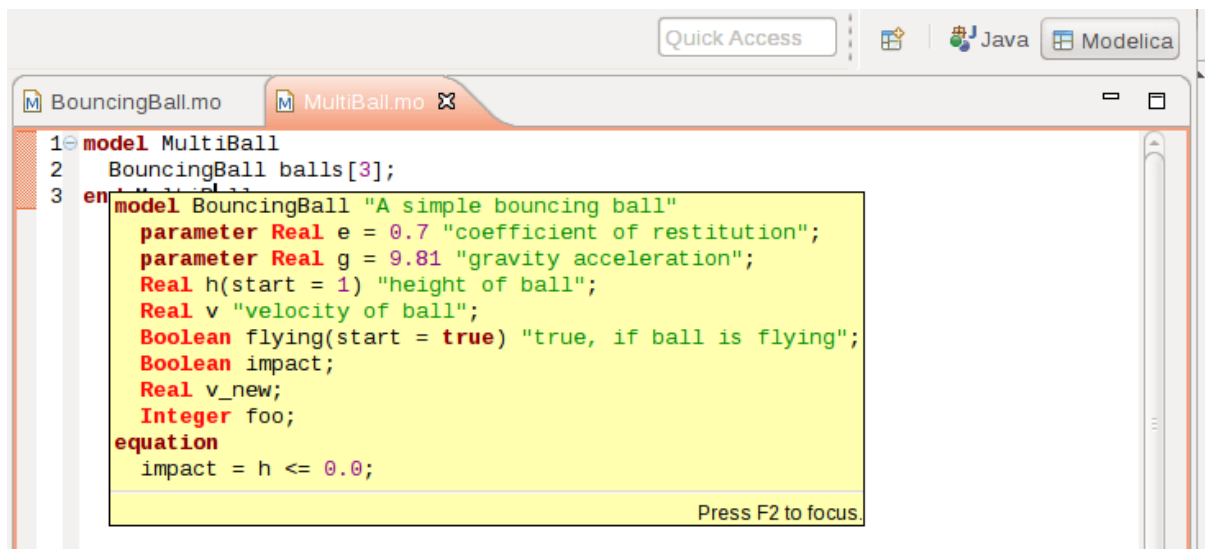 Quick Access Java Modelica
BouncingBall.mo MultiBall.mo
1 model MultiBall
2 BouncingBall balls[3];
3 en
model BouncingBall "A simple bouncing ball"
parameter Real e = 0.7 "coefficient of restitution";
parameter Real g = 9.81 "gravity acceleration";
Real h(start = 1) "height of ball";
Real v "velocity of ball";
Boolean flying(start = true) "true, if ball is flying";
Boolean impact;
Real v_new;
Integer foo;
equation
impact = h <= 0.0;
Press F2 to focus.